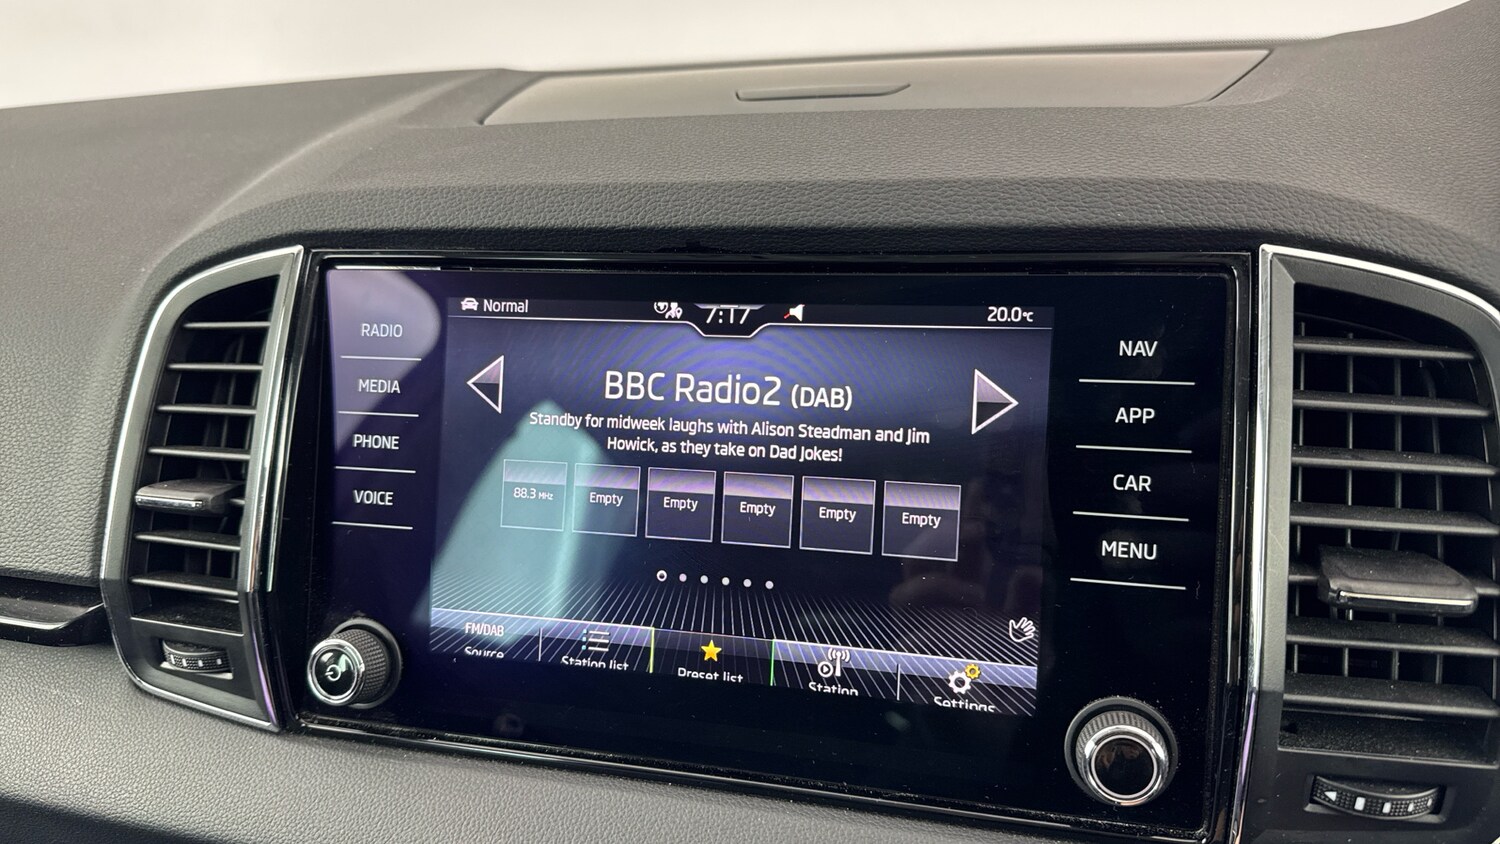 RADIO
MEDIA
PHONE
VOICE
Normal
7:17
20.0°C
BBC Radio2 (DAB)
Standby for midweek laughs with Alison Steadman and Jim
Howick, as they take on Dad Jokes!
88.3 MHz
Empty
Empty
Empty
Empty
Empty
FM/DAB
Source
Station list
Preset list
Station
Settings
NAV
APP
CAR
MENU